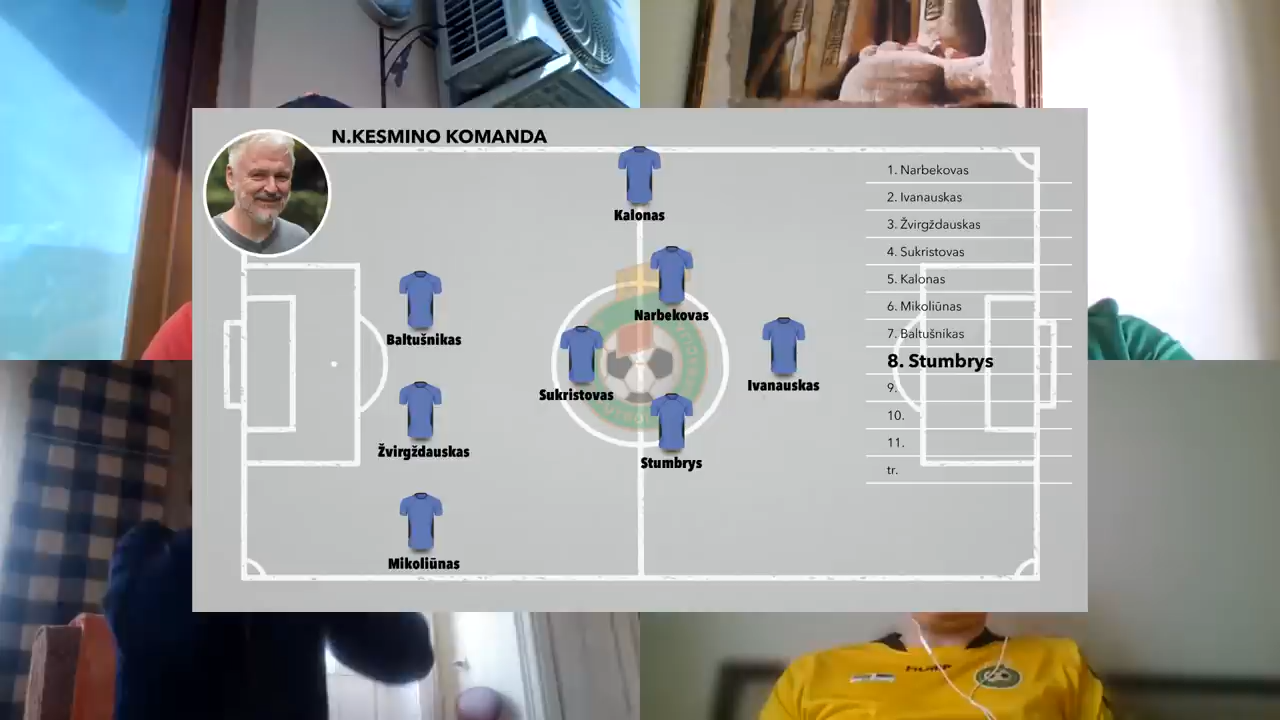 N.KESMINO KOMANDA
Kalonas
Narbekovas
Baltušnikas
Sukristovas
Ivanauskas
Žvirgždauskas
Stumbrys
Mikoliūnas
1. Narbekovas
2. Ivanauskas
3. Žvirgždauskas
4. Sukristovas
5. Kalonas
6. Mikoliūnas
7. Baltušnikas
8. Stumbrys
9.
10.
11.
tr.